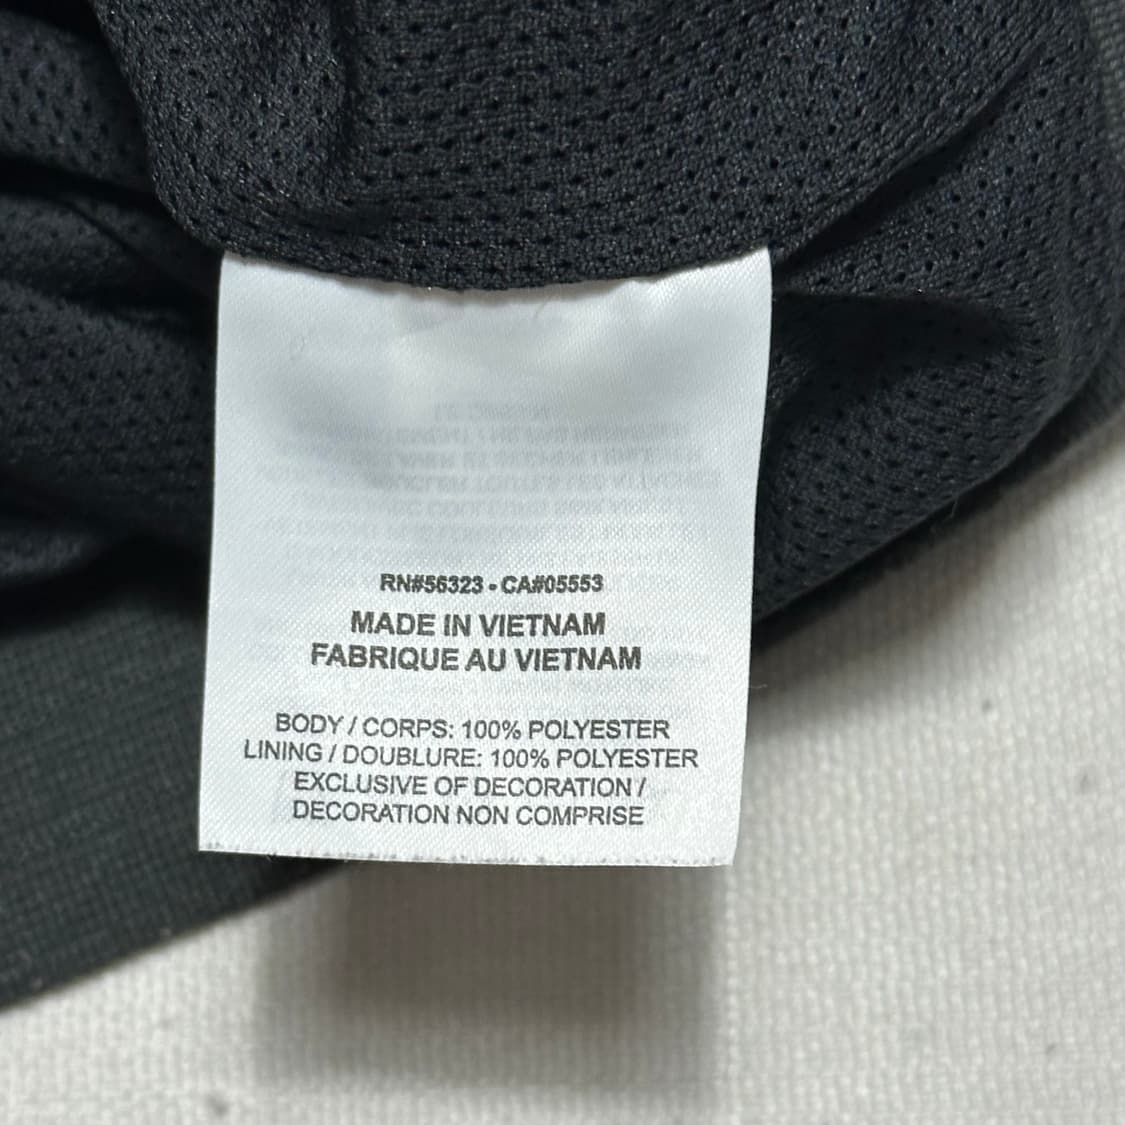 RN#56323 - CA#05553
MADE IN VIETNAM
FABRIQUE AU VIETNAM
BODY / CORPS: 100% POLYESTER
LINING / DOUBLURE: 100% POLYESTER
EXCLUSIVE OF DECORATION /
DECORATION NON COMPRISE